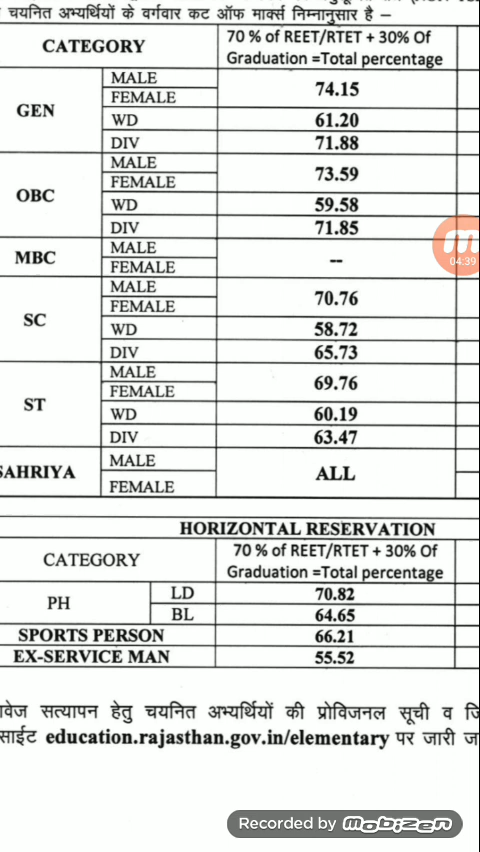 चयनित अभ्यर्थियों के वर्गवार कट ऑफ मार्क्स निम्नानुसार है –
CATEGORY
70 % of REET/RTET + 30% Of
Graduation =Total percentage
GEN
MALE
FEMALE
74.15
WD 61.20
DIV 71.88
OBC
MALE
FEMALE
73.59
WD 59.58
DIV 71.85
MBC
MALE
FEMALE
--
04:39
SC
MALE
FEMALE
70.76
WD 58.72
DIV 65.73
ST
MALE
FEMALE
69.76
WD 60.19
DIV 63.47
SAHRIYA
MALE
FEMALE
ALL
HORIZONTAL RESERVATION
CATEGORY
70 % of REET/RTET + 30% Of
Graduation =Total percentage
PH
LD 70.82
BL 64.65
SPORTS PERSON 66.21
EX-SERVICE MAN 55.52
सत्यापन हेतु चयनित अभ्यर्थियों की प्रोविजनल सूची व
साईट education.rajasthan.gov.in/elementary पर जारी
Recorded by Mobizen